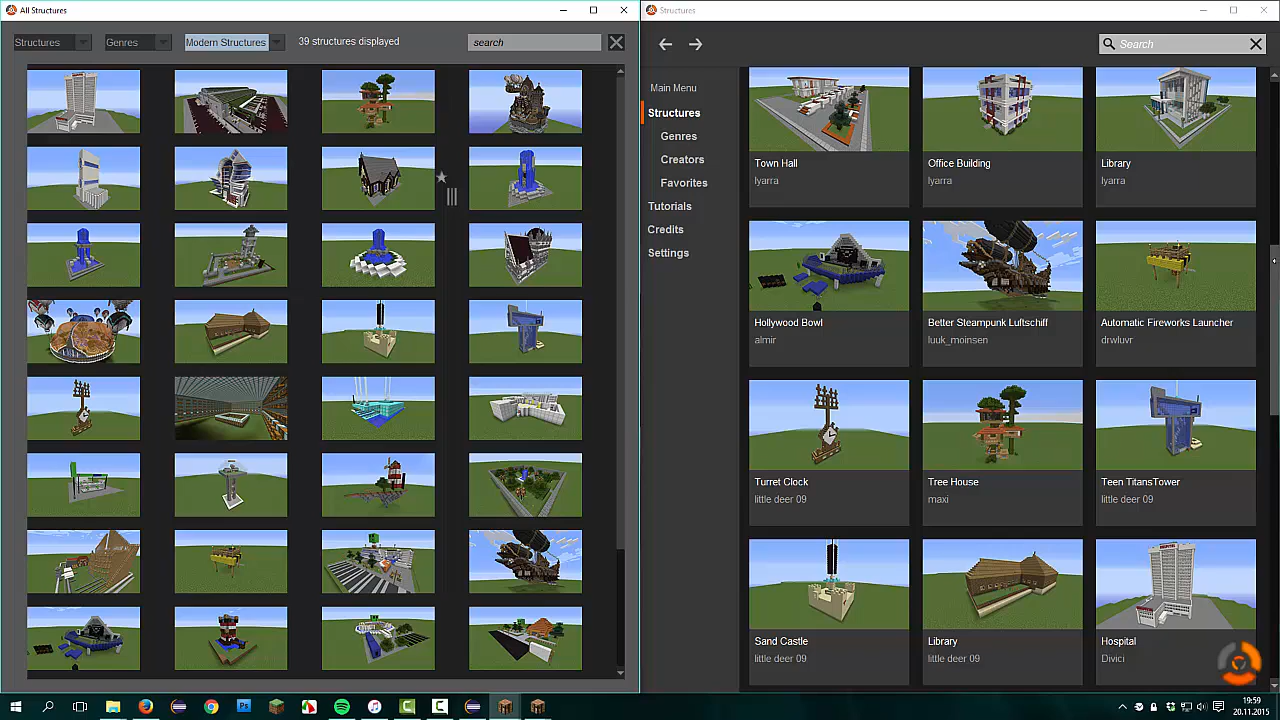 All Structures
Structures
Genres
Modern Structures
39 structures displayed
search
Structures
Search
Main Menu
Structures
Genres
Creators
Favorites
Tutorials
Credits
Settings
Town Hall
lyarra
Office Building
lyarra
Library
lyarra
Hollywood Bowl
almir
Better Steampunk Luftschiff
luuk_moinsen
Automatic Fireworks Launcher
drwluvr
Turret Clock
little deer 09
Tree House
maxi
Teen TitansTower
little deer 09
Sand Castle
little deer 09
Library
little deer 09
Hospital
Divici
Ps
19:59
20.11.2015